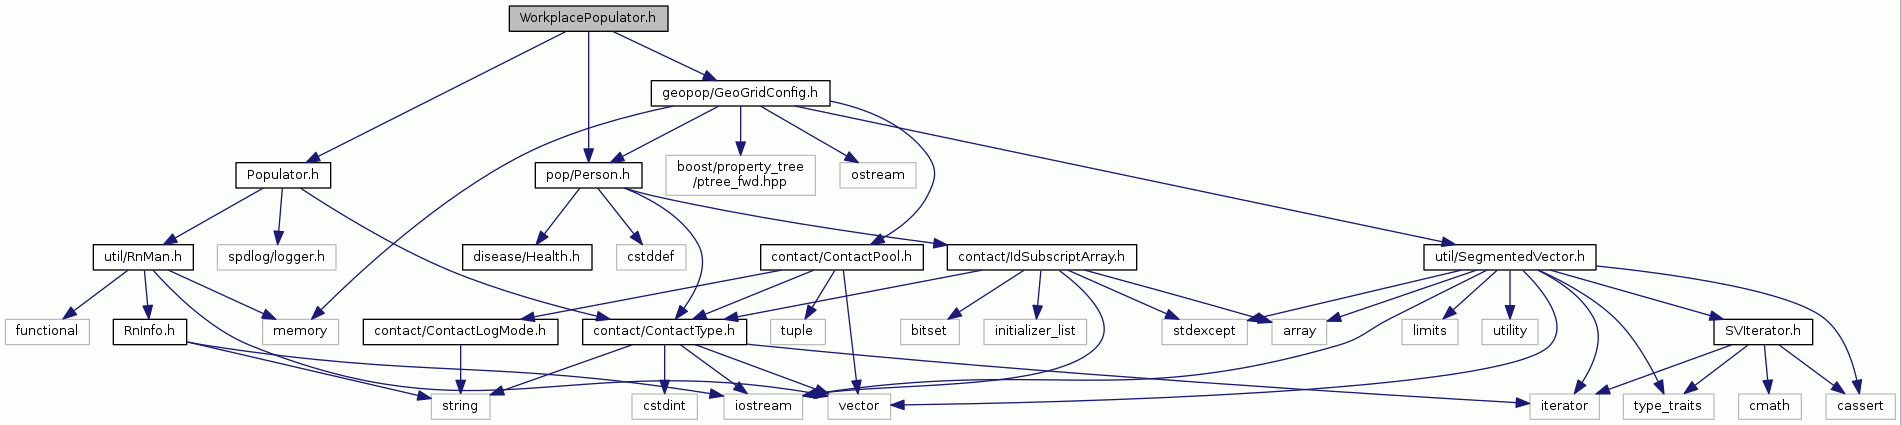 WorkplacePopulator.h
geopop/GeoGridConfig.h
Populator.h
pop/Person.h
boost/property_tree
/ptree_fwd.hpp
ostream
util/RnMan.h
spdlog/logger.h
disease/Health.h
cstddef
contact/ContactPool.h
contact/IdSubscriptArray.h
util/SegmentedVector.h
functional
RnInfo.h
memory
contact/ContactLogMode.h
contact/ContactType.h
tuple
bitset
initializer_list
stdexcept
array
limits
utility
SVIterator.h
string
cstdint
iostream
vector
iterator
type_traits
cmath
cassert